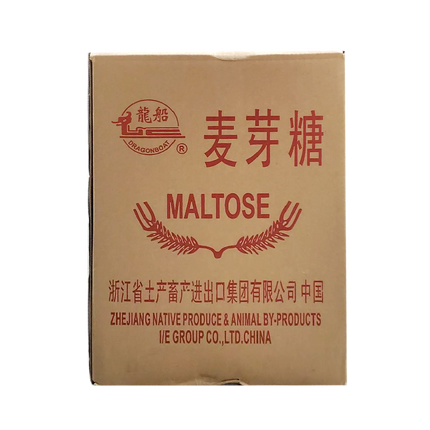 龍船
DRAGONBOAT
®
麦芽糖
MALTOSE
浙江省土产畜产进出口集团有限公司 中国
ZHEJIANG NATIVE PRODUCE & ANIMAL BY-PRODUCTS
I/E GROUP CO.,LTD.CHINA